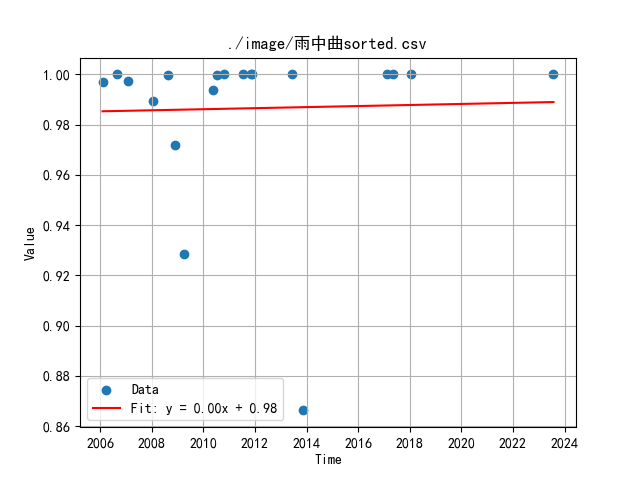 ./image/雨中曲sorted.csv
1.00
0.98
0.96
0.94
0.92
0.90
0.88
0.86
Value
Data
Fit: y = 0.00x + 0.98
2006 2008 2010 2012 2014 2016 2018 2020 2022 2024
Time